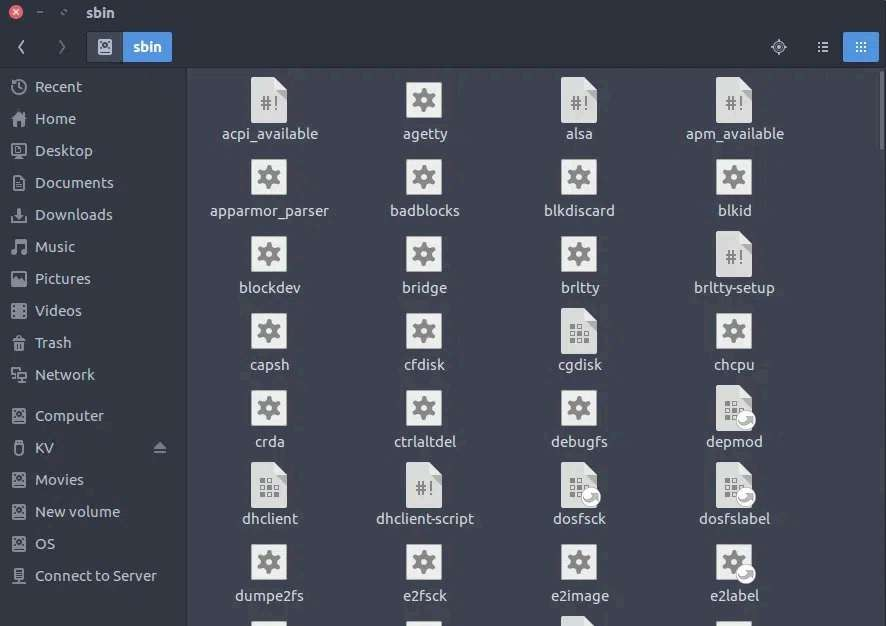 sbin
sbin
Recent
Home
Desktop
Documents
Downloads
Music
Pictures
Videos
Trash
Network
Computer
KV
Movies
New volume
OS
Connect to Server
#! #! #!
acpi_available agetty alsa apm_available
apparmor_parser badblocks blkdiscard blkid
#!
blockdev bridge brltty brltty-setup
capsh cfdisk cgdisk chcpu
crda ctrlaltdel debugfs depmod
#!
dhclient dhclient-script dosfsck dosfslabel
dumpe2fs e2fsck e2image e2label